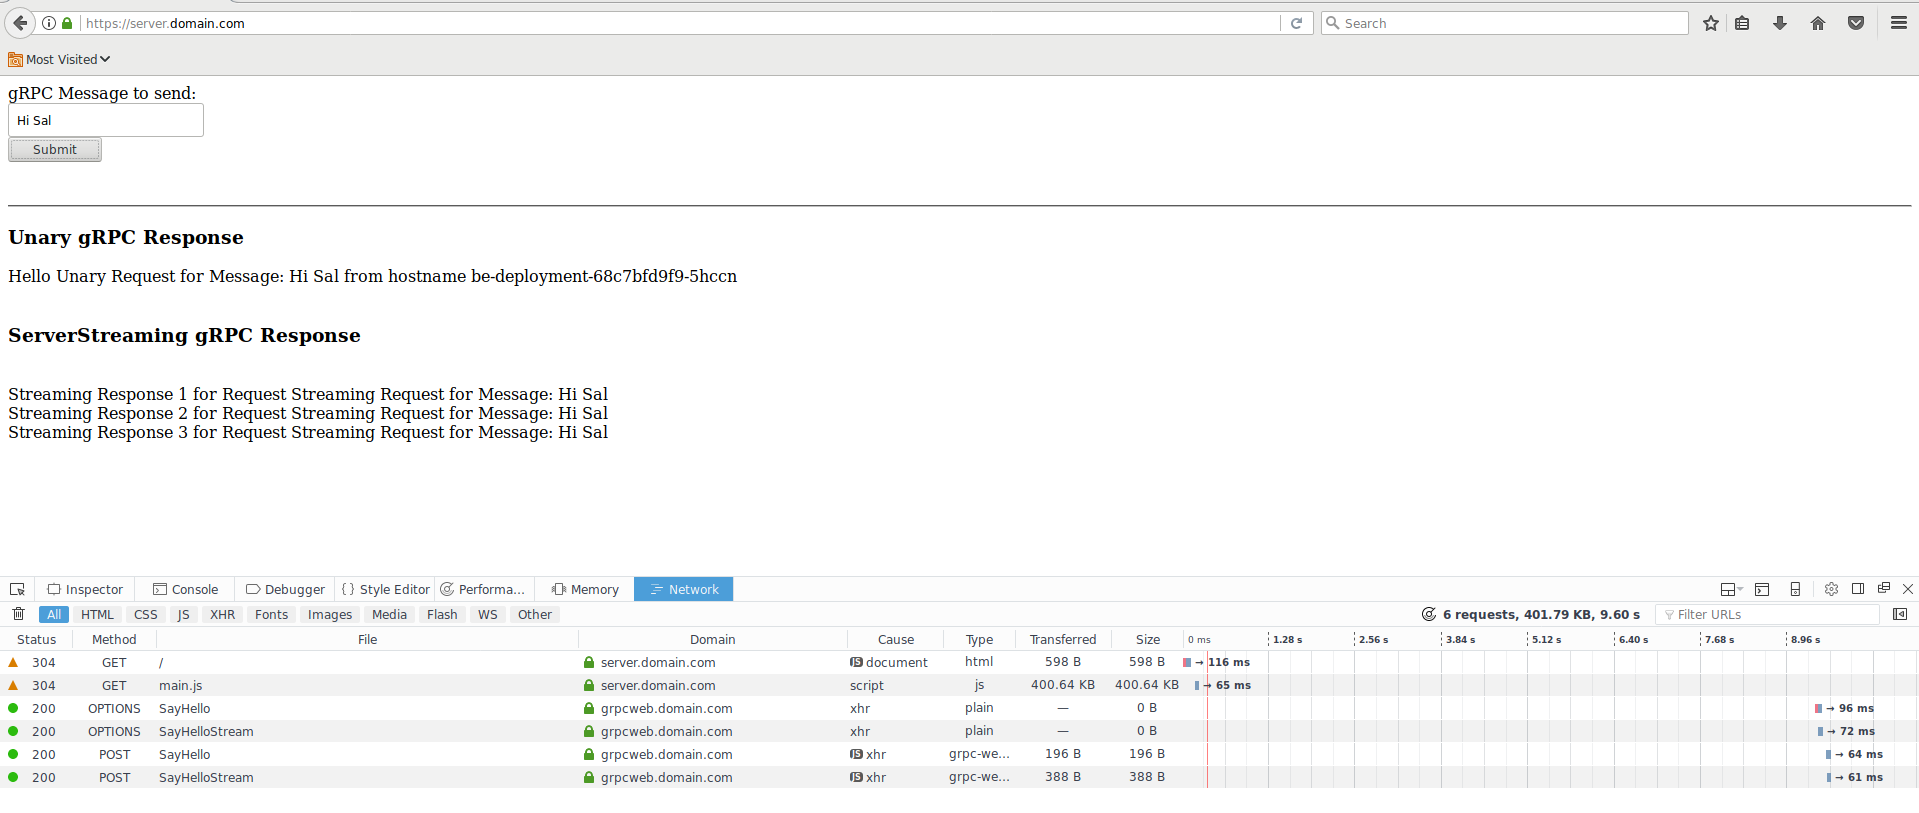 https://server.domain.com
Search
Most Visited
gRPC Message to send:
Hi Sal
Submit
Unary gRPC Response
Hello Unary Request for Message: Hi Sal from hostname be-deployment-68c7bfd9f9-5hccn
ServerStreaming gRPC Response
Streaming Response 1 for Request Streaming Request for Message: Hi Sal
Streaming Response 2 for Request Streaming Request for Message: Hi Sal
Streaming Response 3 for Request Streaming Request for Message: Hi Sal
Inspector Console Debugger { } Style Editor Performa... Memory Network
All HTML CSS JS XHR Fonts Images Media Flash WS Other 6 requests, 401.79 KB, 9.60 s Filter URLs
Status Method File Domain Cause Type Transferred Size 0 ms 1.28 s 2.56 s 3.84 s 5.12 s 6.40 s 7.68 s 8.96 s
304 GET / server.domain.com JS document html 598 B 598 B → 116 ms
304 GET main.js server.domain.com script js 400.64 KB 400.64 KB → 65 ms
200 OPTIONS SayHello grpcweb.domain.com xhr plain — 0 B → 96 ms
200 OPTIONS SayHelloStream grpcweb.domain.com xhr plain — 0 B → 72 ms
200 POST SayHello grpcweb.domain.com JS xhr grpc-we... 196 B 196 B → 64 ms
200 POST SayHelloStream grpcweb.domain.com JS xhr grpc-we... 388 B 388 B → 61 ms